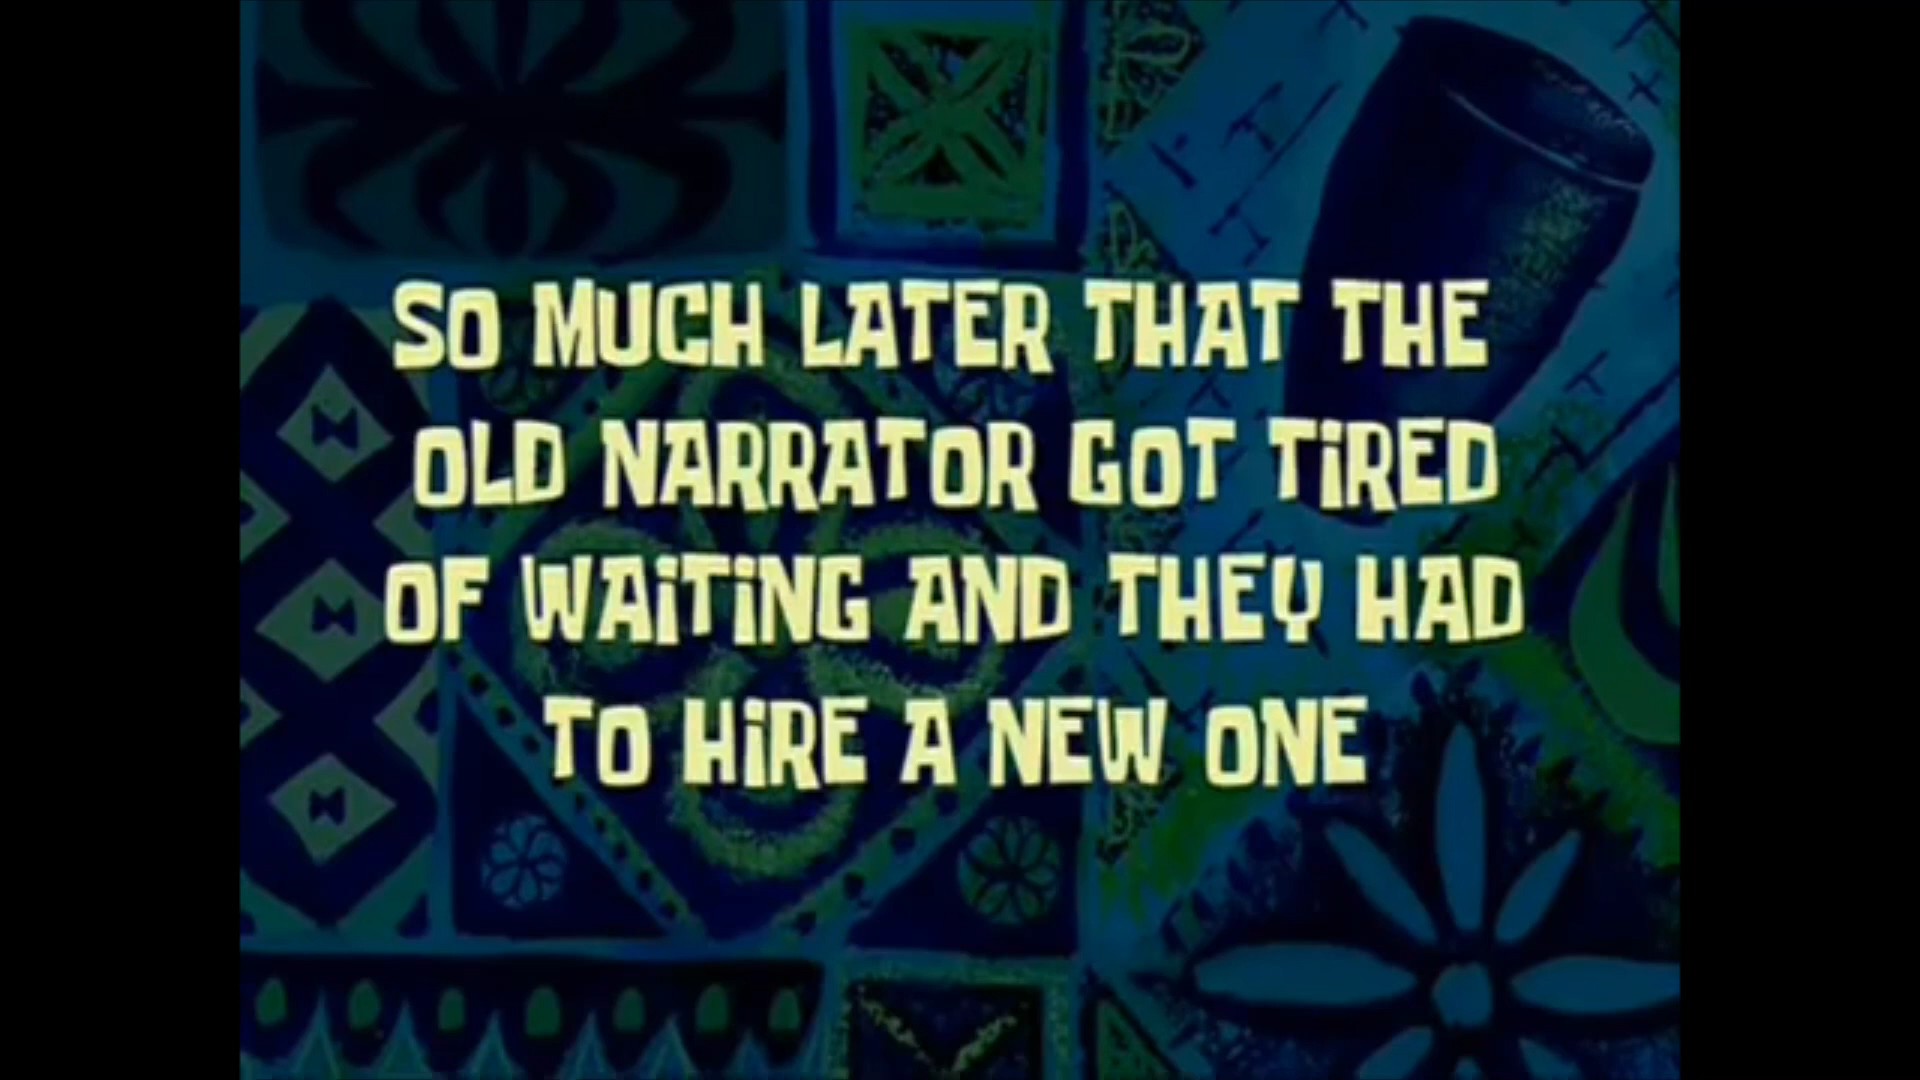 SO MUCH LATER THAT THE
OLD NARRATOR GOT TiRED
OF WAiTiNG AND THEY HAD
TO HiRE A NEW ONE